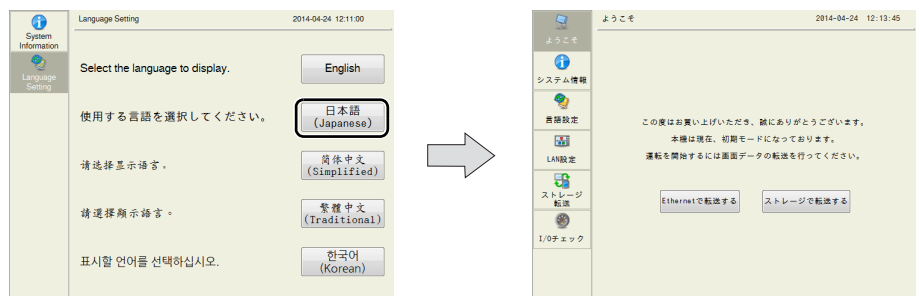 System
Information
Language
Setting
Language Setting
2014-04-24 12:11:00
Select the language to display.
English
使用する言語を選択してください。
日本語
(Japanese)
请选择显示语言。
简体中文
(Simplified)
請選擇顯示語言。
繁體中文
(Traditional)
표시할 언어를 선택하십시오.
한국어
(Korean)
ようこそ
システム情報
言語設定
LAN設定
ストレージ
転送
I/Oチェック
ようこそ
2014-04-24 12:13:45
この度はお買い上げいただき、誠にありがとうございます。
本機は現在、初期モードになっております。
運転を開始するには画面データの転送を行ってください。
Ethernetで転送する
ストレージで転送する